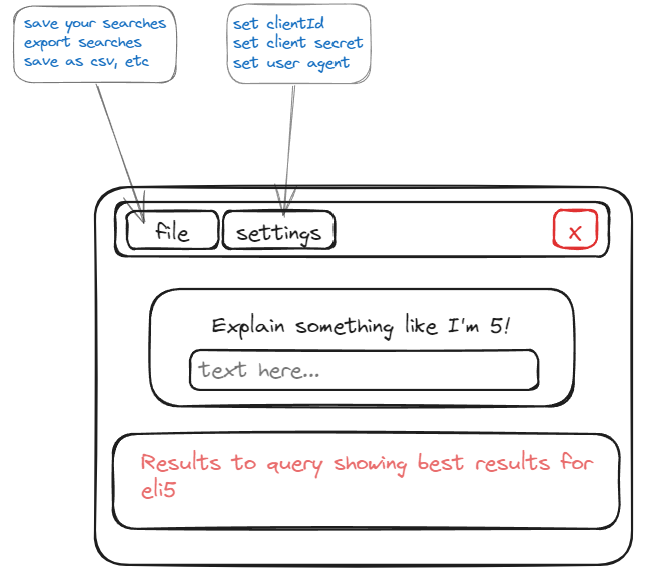 save your searches
export searches
save as csv, etc
set clientId
set client secret
set user agent
file
settings
x
Explain something like I'm 5!
text here...
Results to query showing best results for
eli5